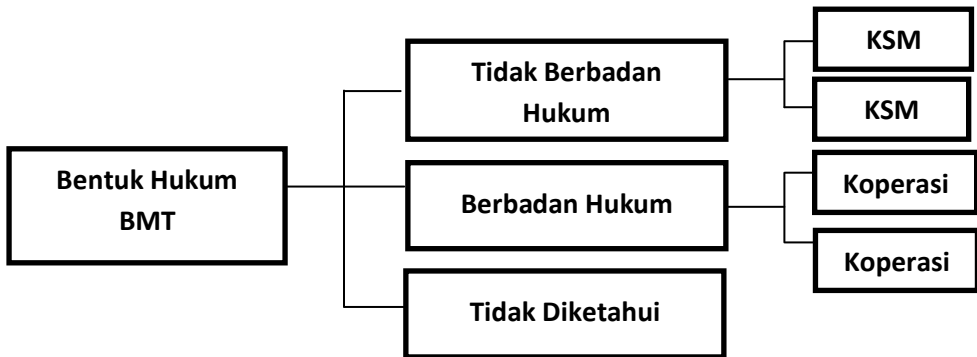 Bentuk Hukum
BMT
Tidak Berbadan
Hukum
KSM
KSM
Berbadan Hukum
Koperasi
Koperasi
Tidak Diketahui